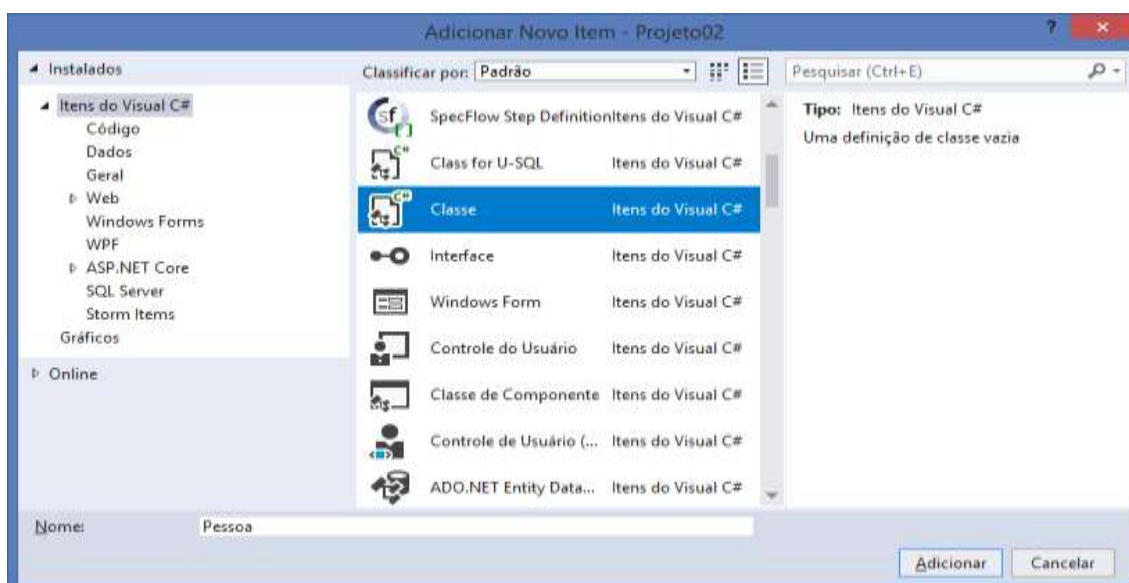 Adicionar Novo Item - Projeto02
?
Instalados
Classificar por: Padrão
Pesquisar (Ctrl+E)
Itens do Visual C#
Código
Dados
Geral
Web
Windows Forms
WPF
ASP.NET Core
SQL Server
Storm Items
Gráficos
Online
SpecFlow Step Definition Itens do Visual C#
Class for U-SQL Itens do Visual C#
Classe Itens do Visual C#
Interface Itens do Visual C#
Windows Form Itens do Visual C#
Controle do Usuário Itens do Visual C#
Classe de Componente Itens do Visual C#
Controle de Usuário (... Itens do Visual C#
ADO.NET Entity Data... Itens do Visual C#
Tipo: Itens do Visual C#
Uma definição de classe vazia
Nome: Pessoa
Adicionar Cancelar